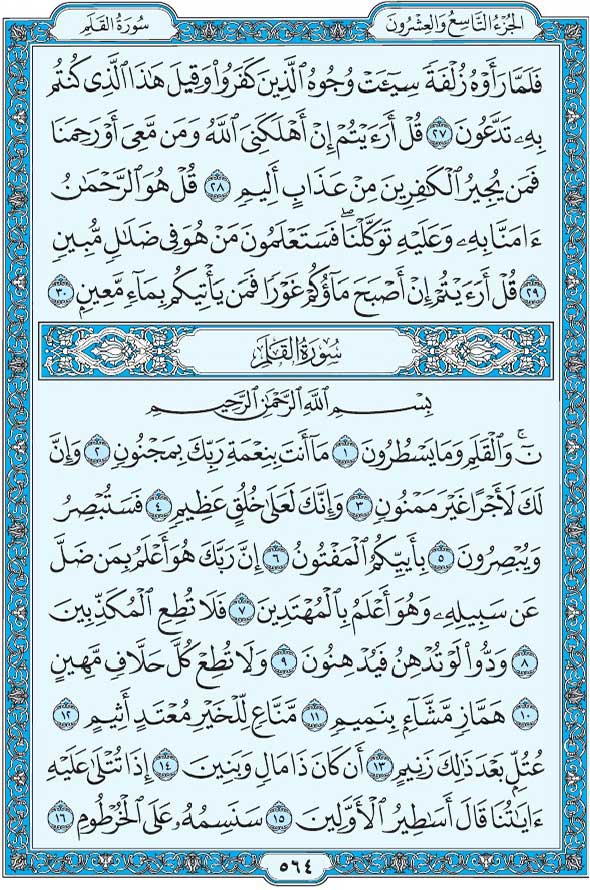 الجزء التاسع والعشرون
سورة القلم
فَلَمَّا رَأَوْهُ زُلْفَةً سِيٓـَٔتْ وُجُوهُ ٱلَّذِينَ كَفَرُوا۟ وَقِيلَ هَـٰذَا ٱلَّذِى كُنتُم
بِهِۦ تَدَّعُونَ ٢٧ قُلْ أَرَءَيْتُمْ إِنْ أَهْلَكَنِىَ ٱللَّهُ وَمَن مَّعِىَ أَوْ رَحِمَنَا
فَمَن يُجِيرُ ٱلْكَـٰفِرِينَ مِنْ عَذَابٍ أَلِيمٍ ٢٨ قُلْ هُوَ ٱلرَّحْمَـٰنُ
ءَامَنَّا بِهِۦ وَعَلَيْهِ تَوَكَّلْنَا ۖ فَسَتَعْلَمُونَ مَنْ هُوَ فِى ضَلَـٰلٍ مُّبِينٍ
٢٩ قُلْ أَرَءَيْتُمْ إِنْ أَصْبَحَ مَآؤُكُمْ غَوْرًا فَمَن يَأْتِيكُم بِمَآءٍ مَّعِينٍۭ ٣٠
سورة القلم
بِسْمِ ٱللَّهِ ٱلرَّحْمَـٰنِ ٱلرَّحِيمِ
نٓ ۚ وَٱلْقَلَمِ وَمَا يَسْطُرُونَ ١ مَآ أَنتَ بِنِعْمَةِ رَبِّكَ بِمَجْنُونٍ ٢ وَإِنَّ
لَكَ لَأَجْرًا غَيْرَ مَمْنُونٍ ٣ وَإِنَّكَ لَعَلَىٰ خُلُقٍ عَظِيمٍ ٤ فَسَتُبْصِرُ
وَيُبْصِرُونَ ٥ بِأَييِّكُمُ ٱلْمَفْتُونُ ٦ إِنَّ رَبَّكَ هُوَ أَعْلَمُ بِمَن ضَلَّ
عَن سَبِيلِهِۦ وَهُوَ أَعْلَمُ بِٱلْمُهْتَدِينَ ٧ فَلَا تُطِعِ ٱلْمُكَذِّبِينَ
٨ وَدُّوا۟ لَوْ تُدْهِنُ فَيُدْهِنُونَ ٩ وَلَا تُطِعْ كُلَّ حَلَّافٍ مَّهِينٍ
١٠ هَمَّازٍ مَّشَّآءٍۭ بِنَمِيمٍ ١١ مَّنَّاعٍ لِّلْخَيْرِ مُعْتَدٍ أَثِيمٍ ١٢
عُتُلٍّۭ بَعْدَ ذَٰلِكَ زَنِيمٍ ١٣ أَن كَانَ ذَا مَالٍ وَبَنِينَ ١٤ إِذَا تُتْلَىٰ عَلَيْهِ
ءَايَـٰتُنَا قَالَ أَسَـٰطِيرُ ٱلْأَوَّلِينَ ١٥ سَنَسِمُهُۥ عَلَى ٱلْخُرْطُومِ ١٦
٥٦٤